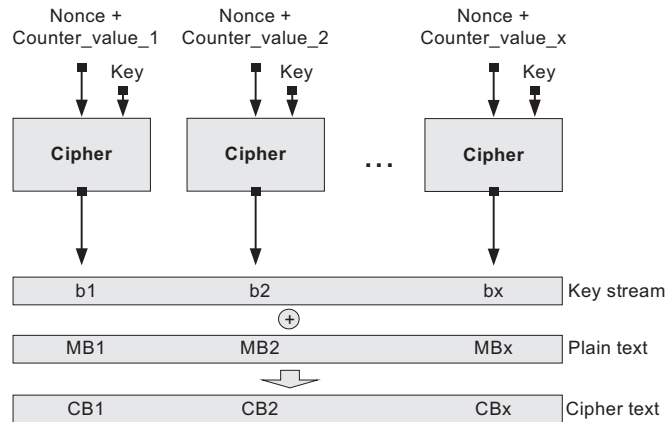 Nonce +
Counter_value_1
Nonce +
Counter_value_2
Nonce +
Counter_value_x
Key
Key
Key
Cipher
Cipher
...
Cipher
b1 b2 bx Key stream
+
MB1 MB2 MBx Plain text
CB1 CB2 CBx Cipher text